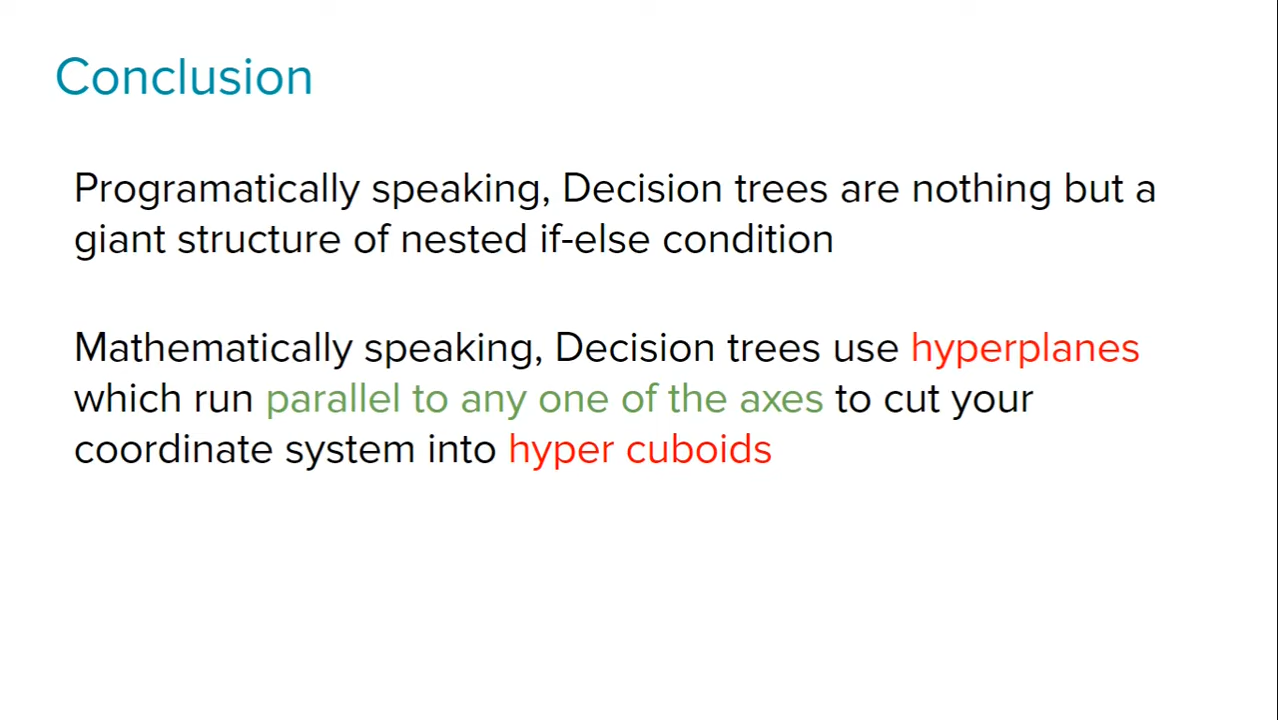 Conclusion
Programatically speaking, Decision trees are nothing but a
giant structure of nested if-else condition
Mathematically speaking, Decision trees use hyperplanes
which run parallel to any one of the axes to cut your
coordinate system into hyper cuboids